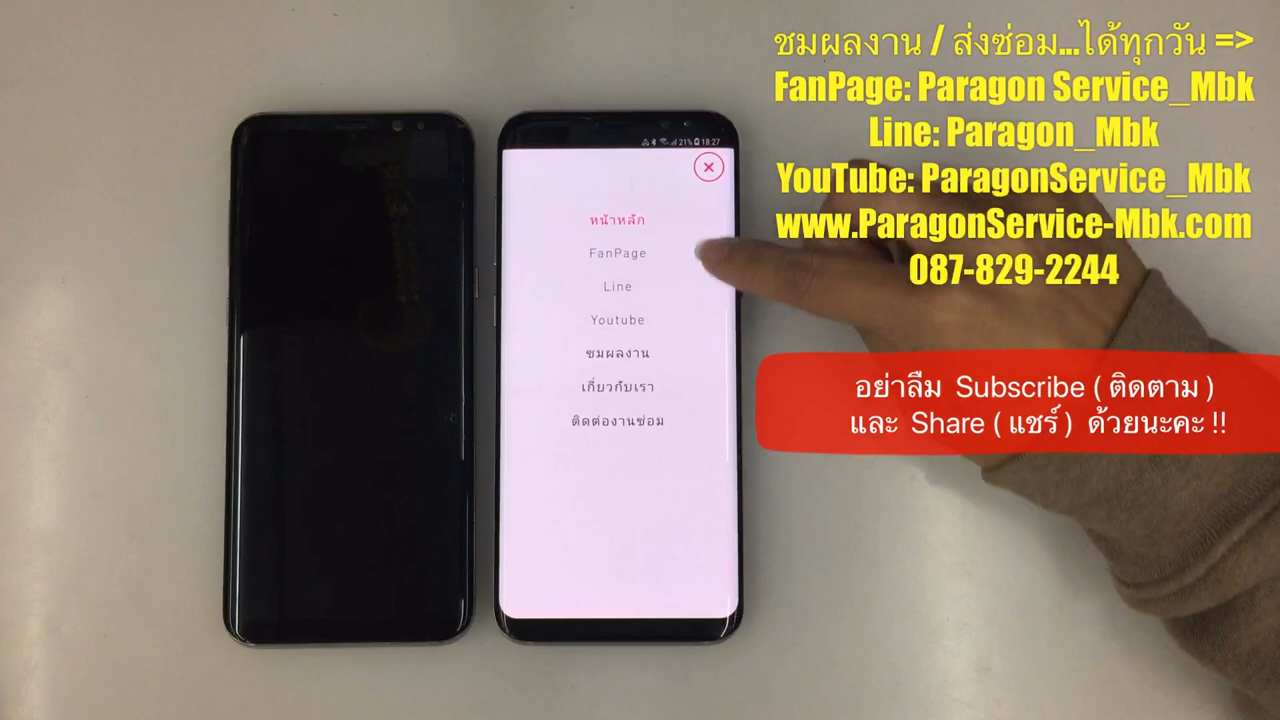 ชมผลงาน / ส่งซ่อม...ได้ทุกวัน =>
FanPage: Paragon Service_Mbk
Line: Paragon_Mbk
YouTube: ParagonService_Mbk
www.ParagonService-Mbk.com
087-829-2244
21% 18:27
หน้าหลัก
FanPage
Line
Youtube
ชมผลงาน
เกี่ยวกับเรา
ติดต่องานซ่อม
อย่าลืม Subscribe ( ติดตาม )
และ Share ( แชร์ ) ด้วยนะคะ !!